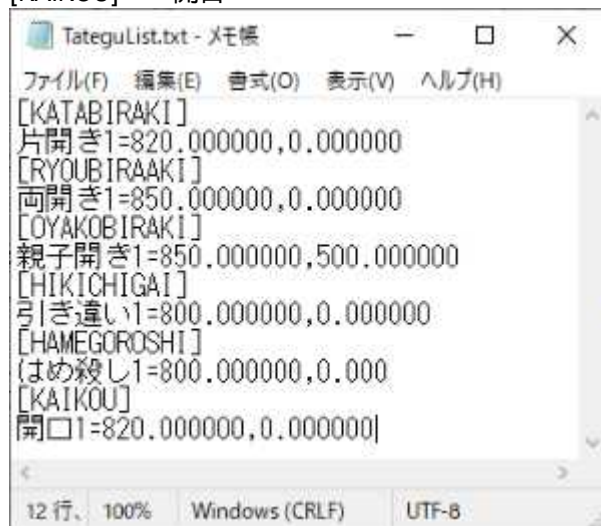 TateguList.txt - メモ帳
ファイル(F) 編集(E) 書式(O) 表示(V) ヘルプ(H)
[KATABIRAKI]
片開き1=820.000000,0.000000
[RYOUBIRAAKI]
両開き1=850.000000,0.000000
[OYAKOBIRAKI]
親子開き1=850.000000,500.000000
[HIKICHIGAI]
引き違い1=800.000000,0.000000
[HAMEGOROSHI]
はめ殺し1=800.000000,0.000
[KAIKOU]
開口1=820.000000,0.000000
12 行、 100% Windows (CRLF) UTF-8